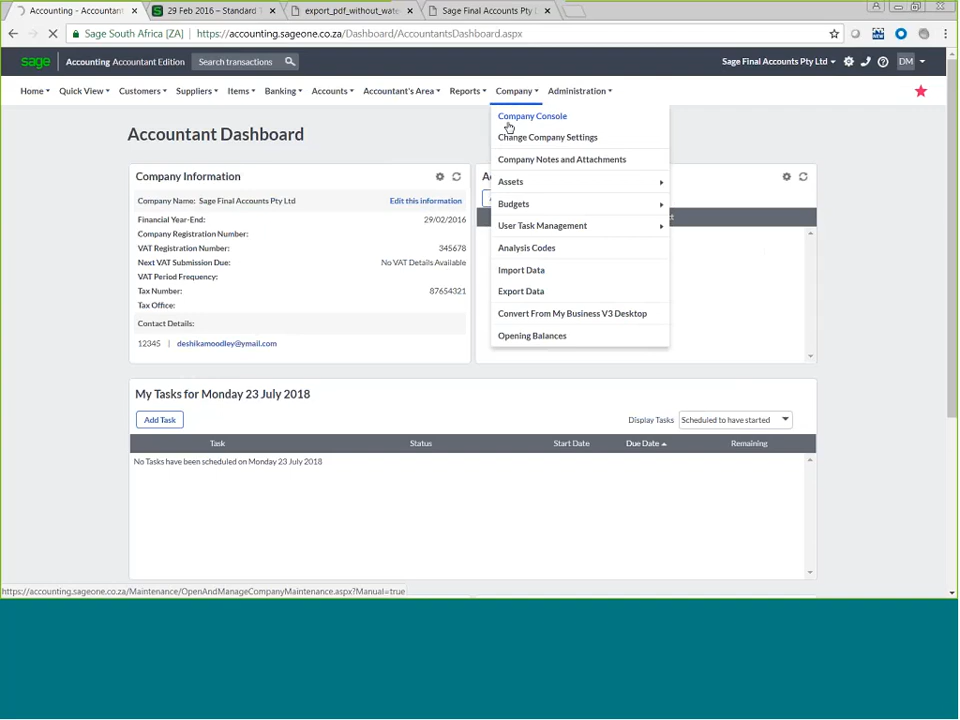 Accounting - Accountant
29 Feb 2016 – Standard
export_pdf_without_wate
Sage Final Accounts Pty L
Sage South Africa [ZA] | https://accounting.sageone.co.za/Dashboard/AccountantsDashboard.aspx
sage Accounting Accountant Edition Search transactions Sage Final Accounts Pty Ltd DM
Home Quick View Customers Suppliers Items Banking Accounts Accountant's Area Reports Company Administration
Company Console
Change Company Settings
Company Notes and Attachments
Assets
Budgets
User Task Management
Analysis Codes
Import Data
Export Data
Convert From My Business V3 Desktop
Opening Balances
Accountant Dashboard
Company Information
Company Name: Sage Final Accounts Pty Ltd Edit this information
Financial Year-End: 29/02/2016
Company Registration Number:
VAT Registration Number: 345678
Next VAT Submission Due: No VAT Details Available
VAT Period Frequency:
Tax Number: 87654321
Tax Office:
Contact Details:
12345 | deshikamoodley@ymail.com
My Tasks for Monday 23 July 2018
Add Task Display Tasks Scheduled to have started
Task Status Start Date Due Date Remaining
No Tasks have been scheduled on Monday 23 July 2018
https://accounting.sageone.co.za/Maintenance/OpenAndManageCompanyMaintenance.aspx?Manual=true